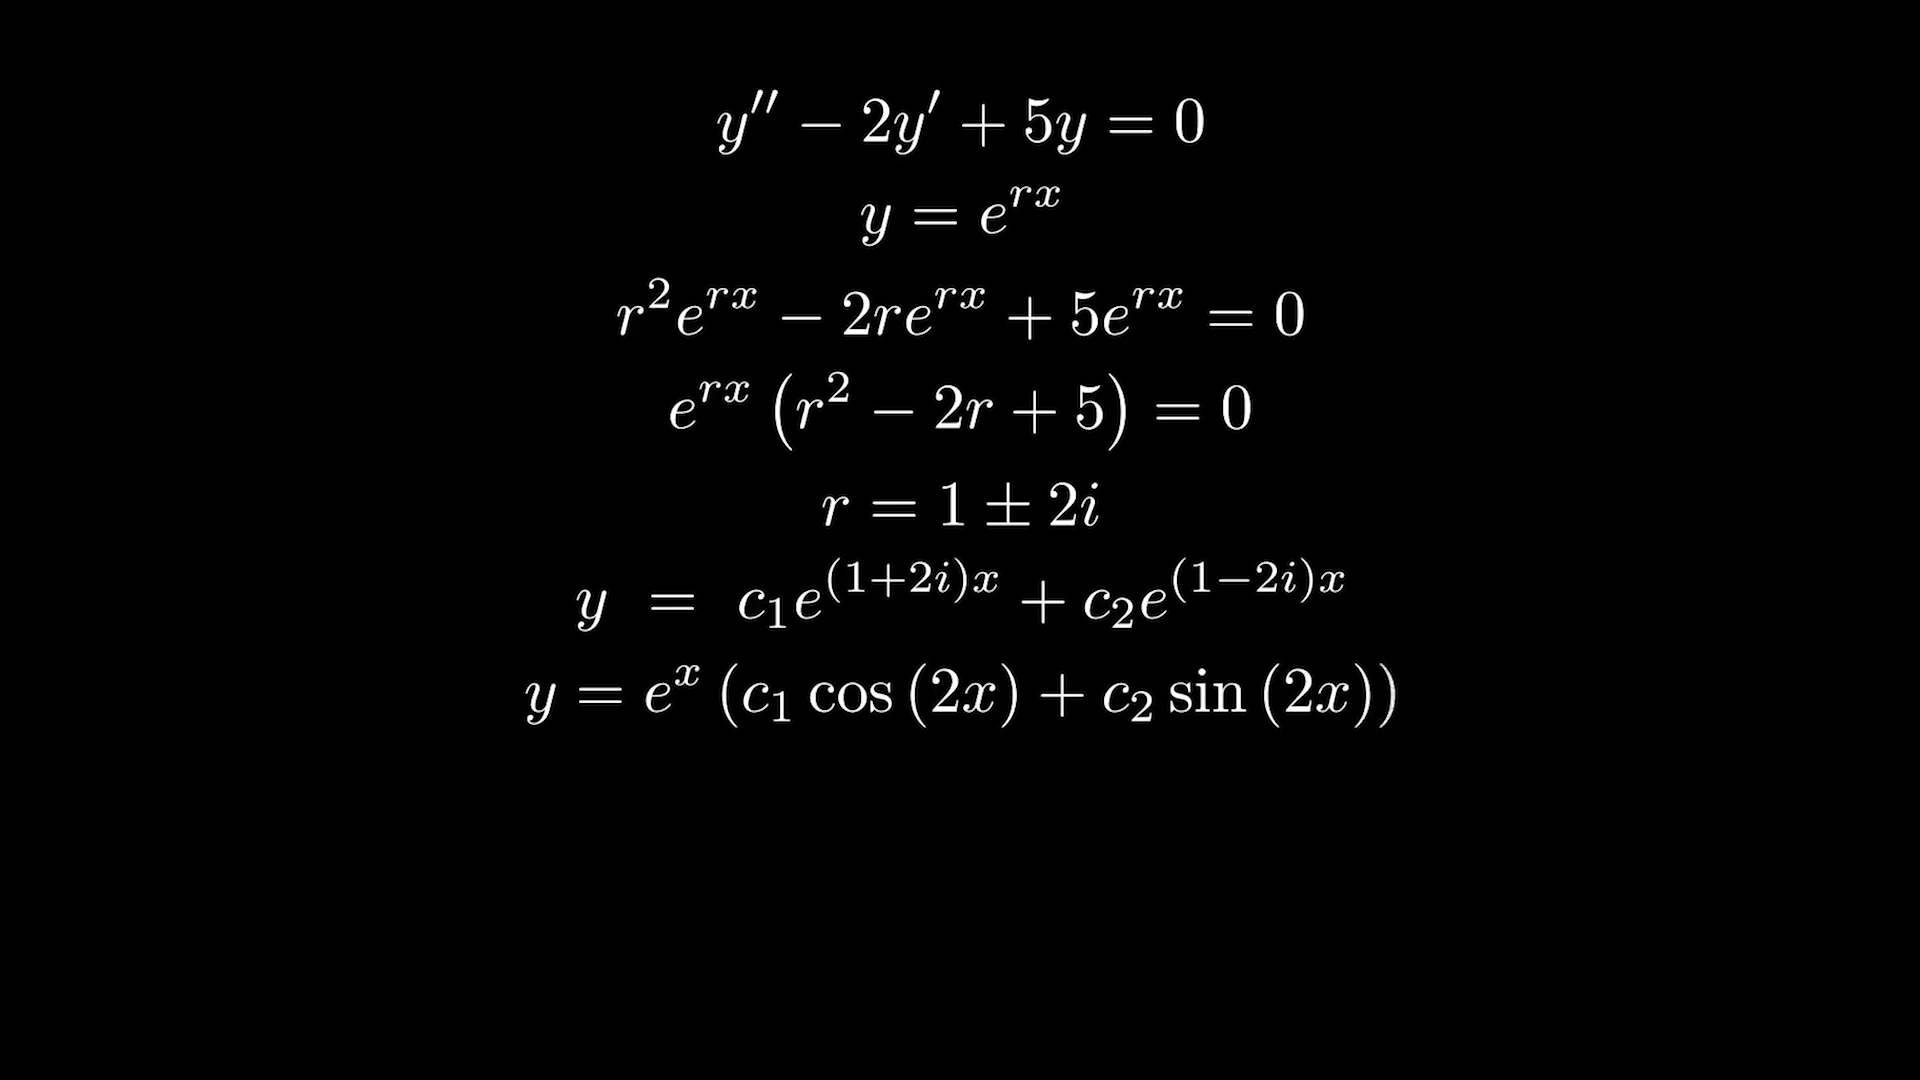 y′′ − 2y′ + 5y = 0
y = e^{rx}
r^2e^{rx} − 2re^{rx} + 5e^{rx} = 0
e^{rx} (r^2 − 2r + 5) = 0
r = 1 ± 2i
y = c_1e^{(1+2i)x} + c_2e^{(1−2i)x}
y = e^x (c_1 cos (2x) + c_2 sin (2x))